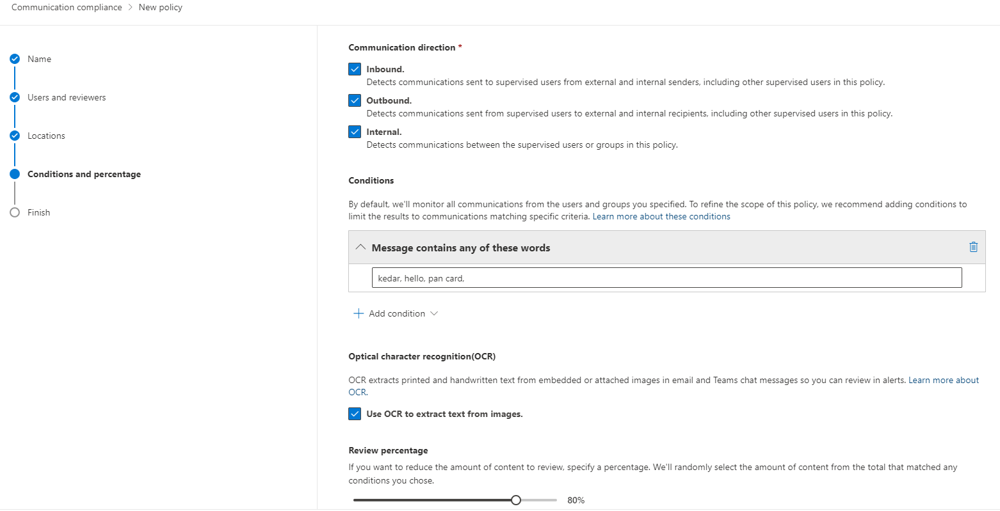 Communication compliance > New policy
Name
Users and reviewers
Locations
Conditions and percentage
Finish
Communication direction *
Inbound.
Detects communications sent to supervised users from external and internal senders, including other supervised users in this policy.
Outbound.
Detects communications sent from supervised users to external and internal recipients, including other supervised users in this policy.
Internal.
Detects communications between the supervised users or groups in this policy.
Conditions
By default, we'll monitor all communications from the users and groups you specified. To refine the scope of this policy, we recommend adding conditions to
limit the results to communications matching specific criteria. Learn more about these conditions
Message contains any of these words
kedar, hello, pan card,
Add condition
Optical character recognition(OCR)
OCR extracts printed and handwritten text from embedded or attached images in email and Teams chat messages so you can review in alerts. Learn more about
OCR.
Use OCR to extract text from images.
Review percentage
If you want to reduce the amount of content to review, specify a percentage. We'll randomly select the amount of content from the total that matched any
conditions you chose.
80%